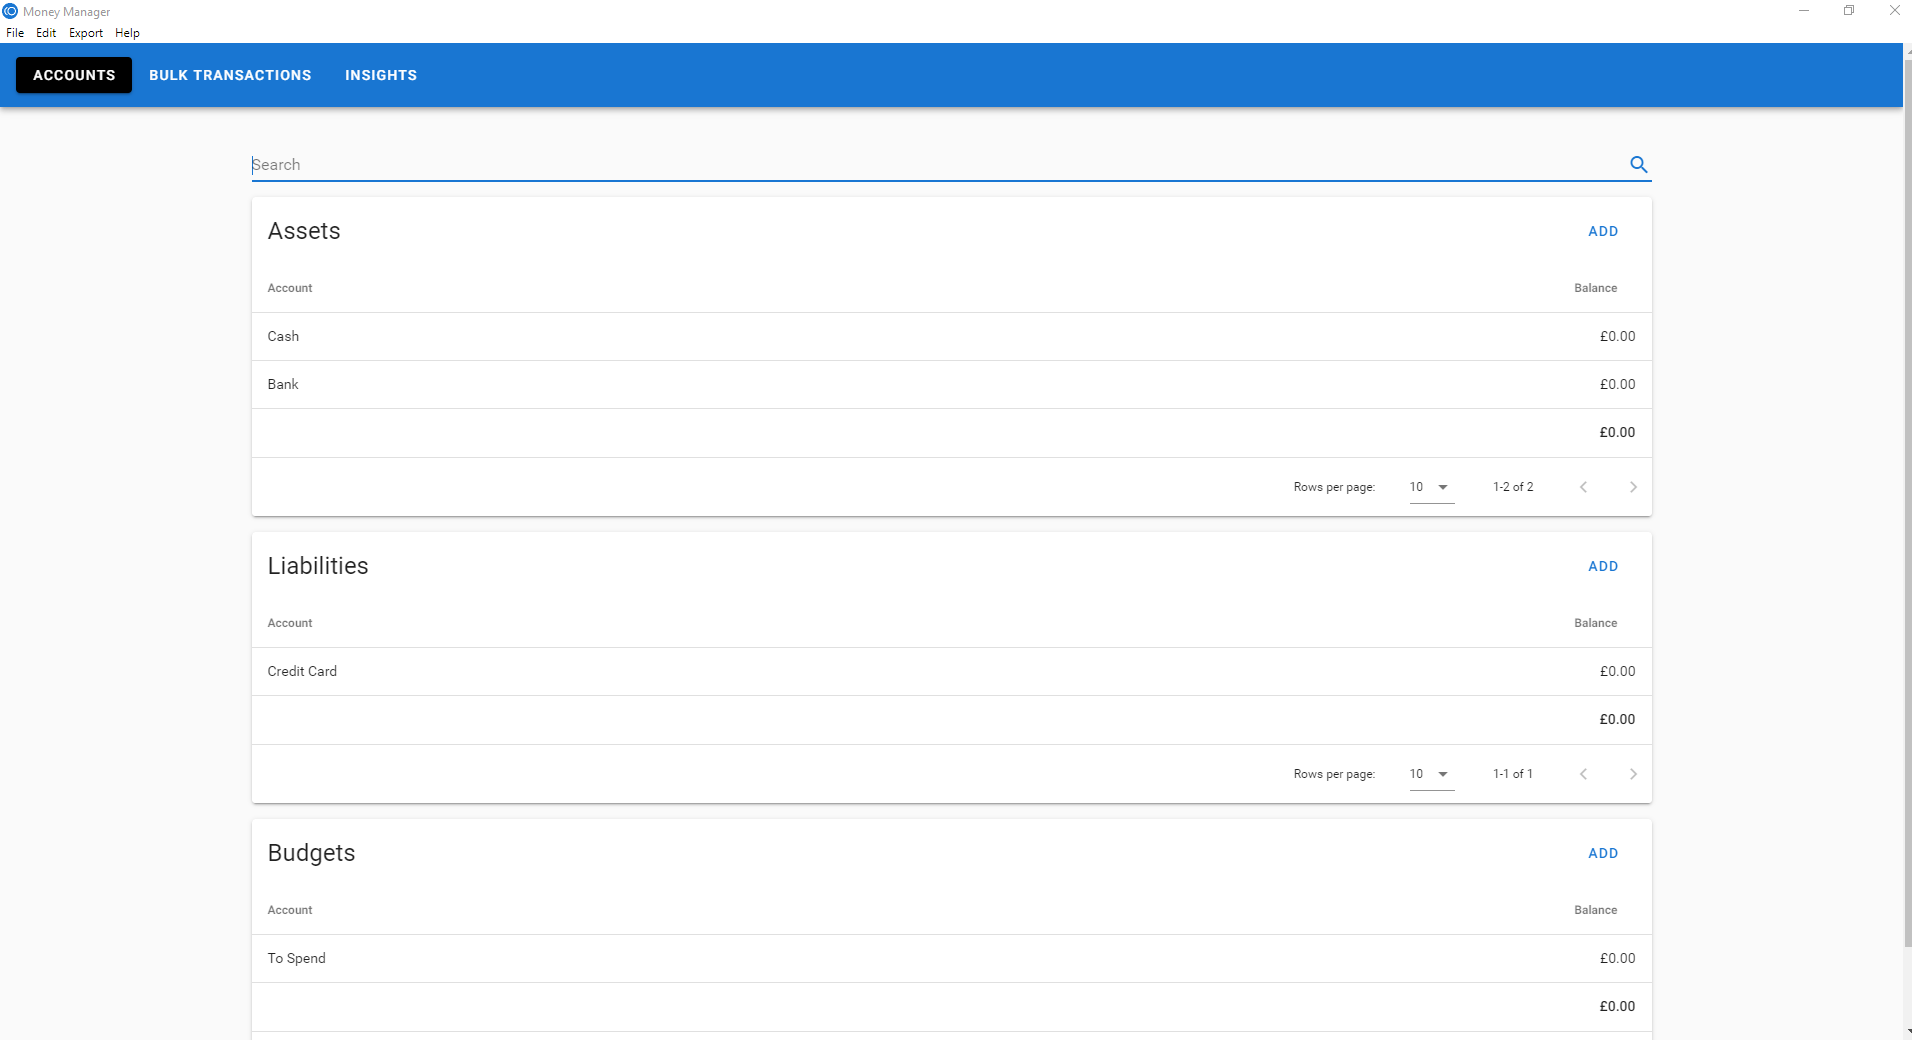 Money Manager
File Edit Export Help
ACCOUNTS BULK TRANSACTIONS INSIGHTS
Search
Assets ADD
Account Balance
Cash £0.00
Bank £0.00
£0.00
Rows per page: 10 1-2 of 2
Liabilities ADD
Account Balance
Credit Card £0.00
£0.00
Rows per page: 10 1-1 of 1
Budgets ADD
Account Balance
To Spend £0.00
£0.00